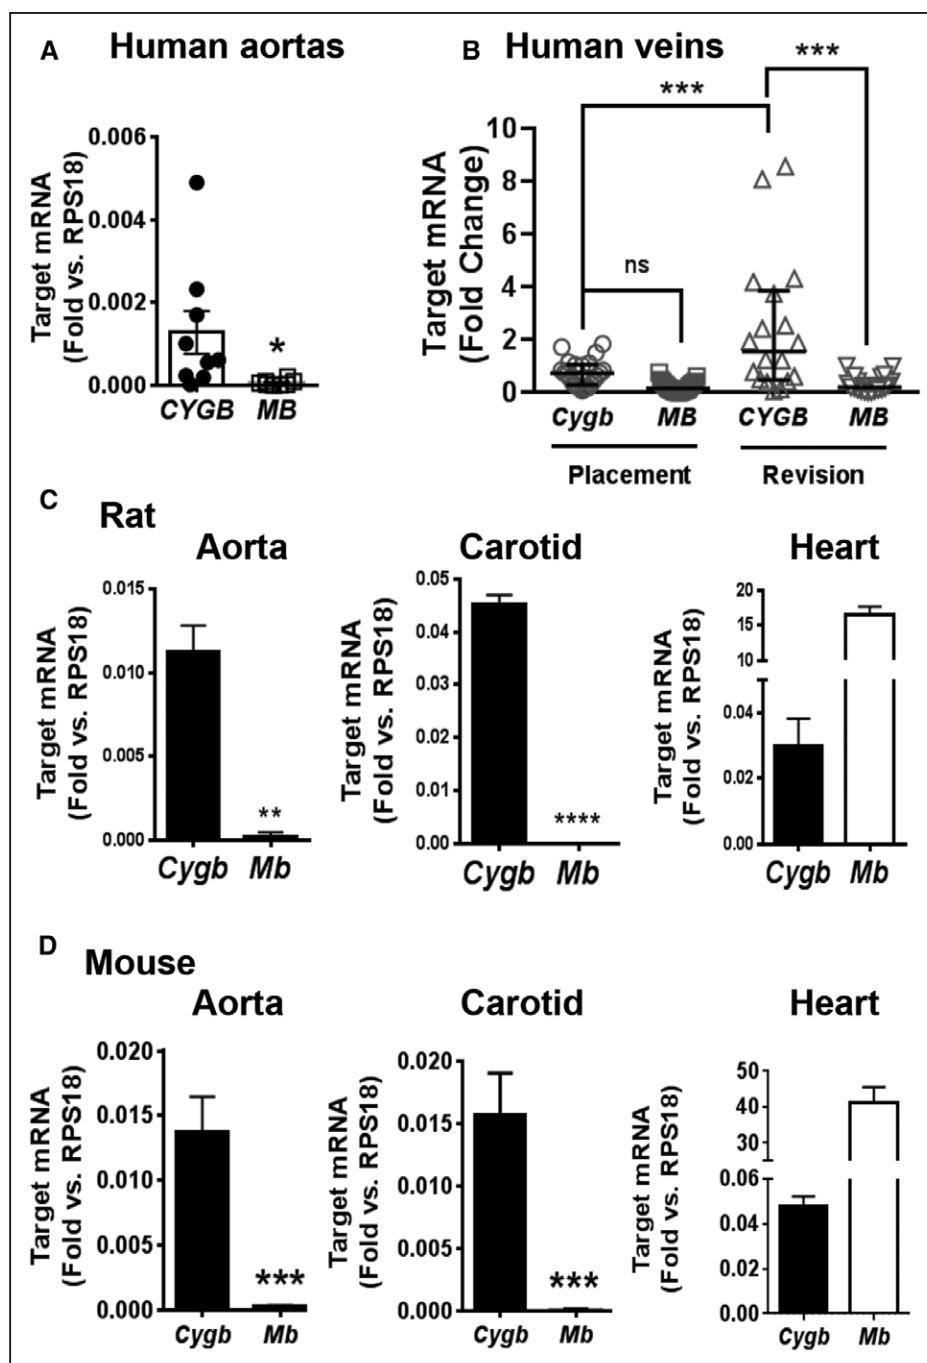 A
Human aortas
Target mRNA
(Fold vs. RPS18)
0.006
0.004
0.002
0.000
*
CYGB
MB
B
Human veins
Target mRNA
(Fold Change)
10
8
6
4
2
0
***
***
ns
Cygb
MB
CYGB
MB
Placement
Revision
C
Rat
Aorta
Target mRNA
(Fold vs. RPS18)
0.015
0.010
0.005
0.000
**
Cygb
Mb
Carotid
Target mRNA
(Fold vs. RPS18)
0.05
0.04
0.03
0.02
0.01
0.00
****
Cygb
Mb
Heart
Target mRNA
(Fold vs. RPS18)
20
15
10
0.04
0.02
0.00
Cygb
Mb
D
Mouse
Aorta
Target mRNA
(Fold vs. RPS18)
0.020
0.015
0.010
0.005
0.000
***
Cygb
Mb
Carotid
Target mRNA
(Fold vs. RPS18)
0.020
0.015
0.010
0.005
0.000
***
Cygb
Mb
Heart
Target mRNA
(Fold vs. RPS18)
50
40
30
0.06
0.04
0.02
0.00
Cygb
Mb